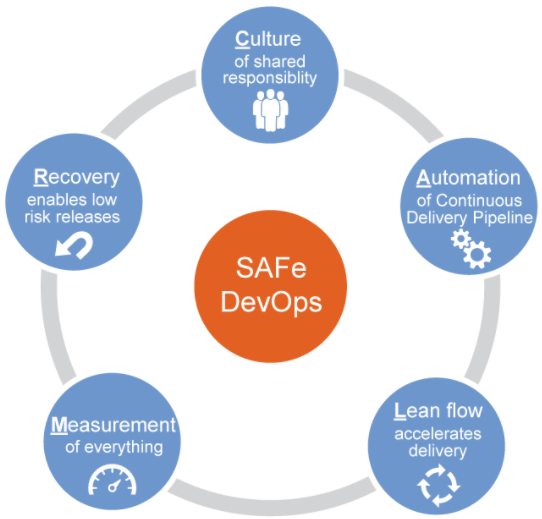 Culture
of shared
responsiblity
Automation
of Continuous
Delivery Pipeline
Lean flow
accelerates
delivery
Measurement
of everything
Recovery
enables low
risk releases
SAFe
DevOps